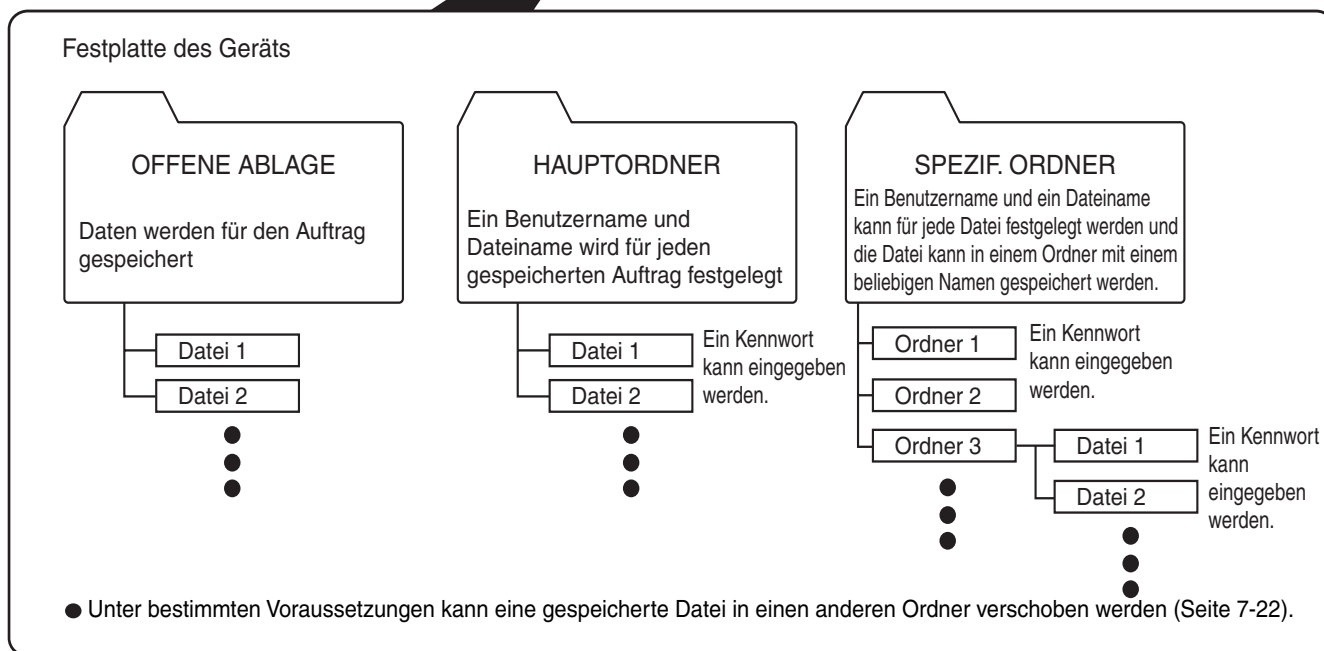 Festplatte des Geräts
OFFENE ABLAGE
Daten werden für den Auftrag
gespeichert
Datei 1
Datei 2
HAUPTORDNER
Ein Benutzername und
Dateiname wird für jeden
gespeicherten Auftrag festgelegt
Datei 1
Datei 2
Ein Kennwort
kann eingegeben
werden.
SPEZIF. ORDNER
Ein Benutzername und ein Dateiname
kann für jede Datei festgelegt werden und
die Datei kann in einem Ordner mit einem
beliebigen Namen gespeichert werden.
Ordner 1
Ordner 2
Ordner 3
Ein Kennwort
kann eingegeben
werden.
Datei 1
Datei 2
Ein Kennwort
kann
eingegeben
werden.
● Unter bestimmten Voraussetzungen kann eine gespeicherte Datei in einen anderen Ordner verschoben werden (Seite 7-22).